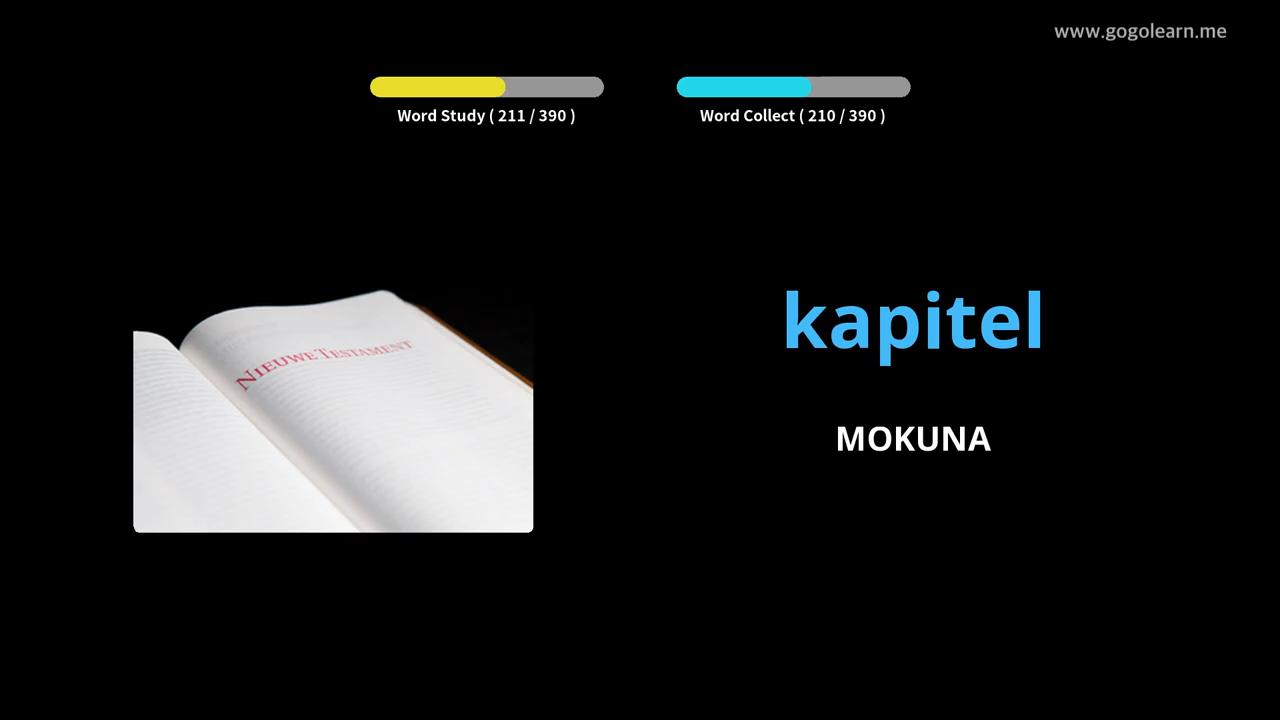 www.gogolearn.me
Word Study ( 211 / 390 )
Word Collect ( 210 / 390 )
NIEUWE TESTAMENT
kapitel
MOKUNA